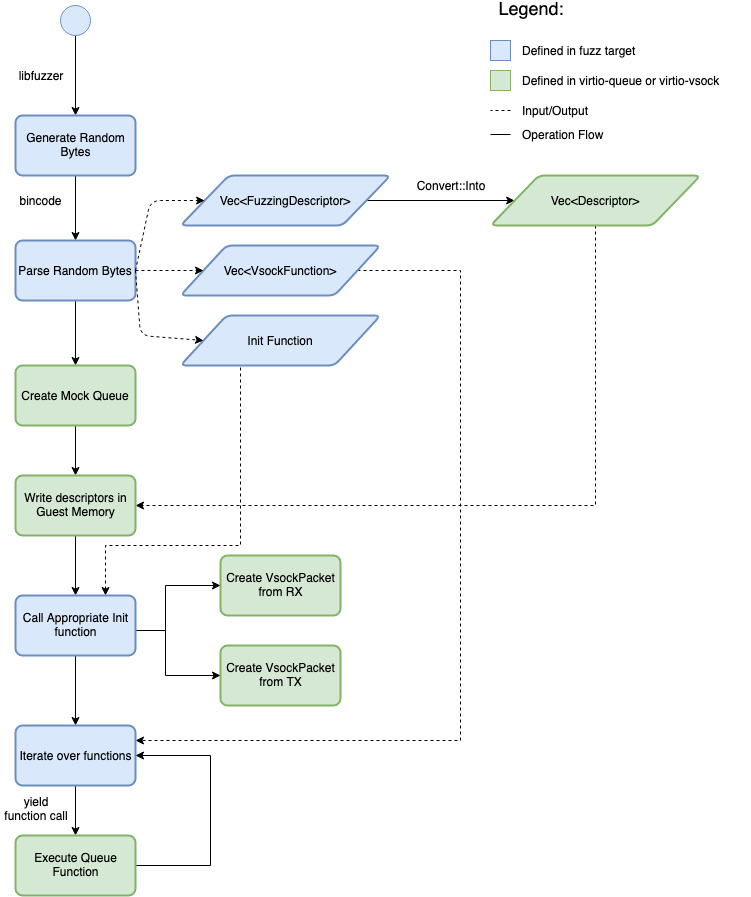 Legend:
Defined in fuzz target
Defined in virtio-queue or virtio-vsock
Input/Output
Operation Flow
libfuzzer
Generate Random
Bytes
bincode
Parse Random Bytes
Vec<FuzzingDescriptor>
Convert::Into
Vec<Descriptor>
Vec<VsockFunction>
Init Function
Create Mock Queue
Write descriptors in
Guest Memory
Call Appropriate Init
function
Create VsockPacket
from RX
Create VsockPacket
from TX
Iterate over functions
yield
function call
Execute Queue
Function